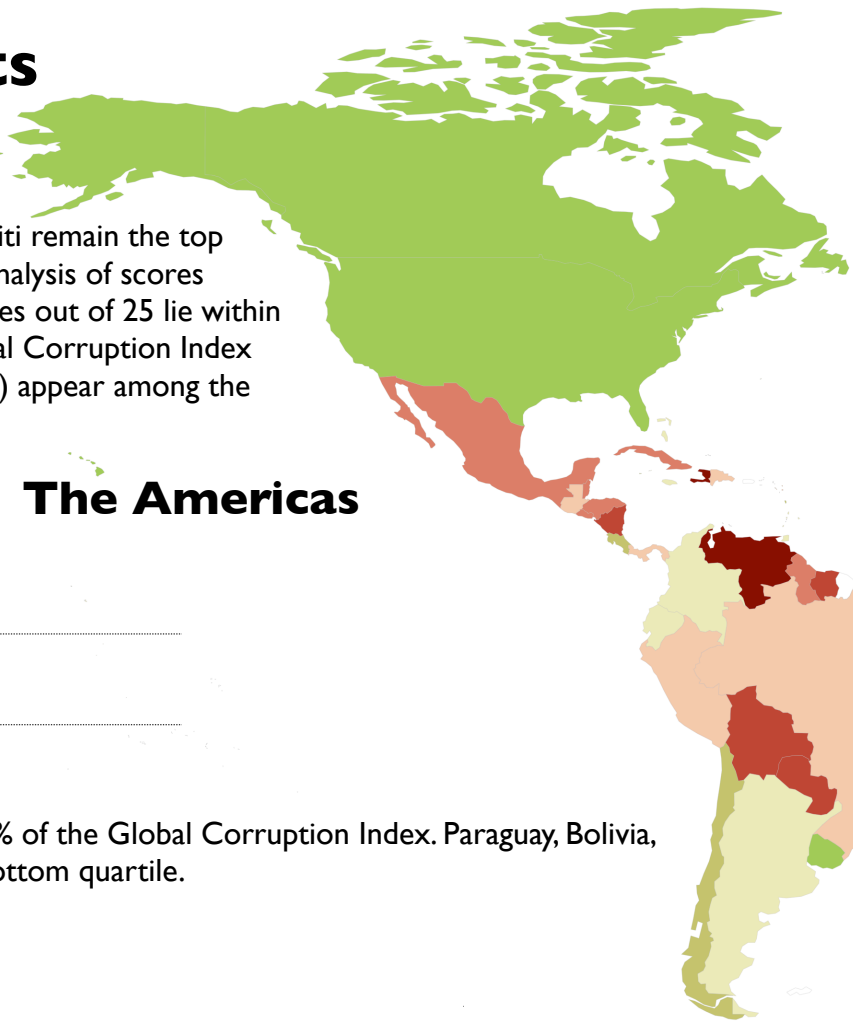 ts
iti remain the top
nalysis of scores
es out of 25 lie within
al Corruption Index
) appear among the
The Americas
% of the Global Corruption Index. Paraguay, Bolivia,
ottom quartile.